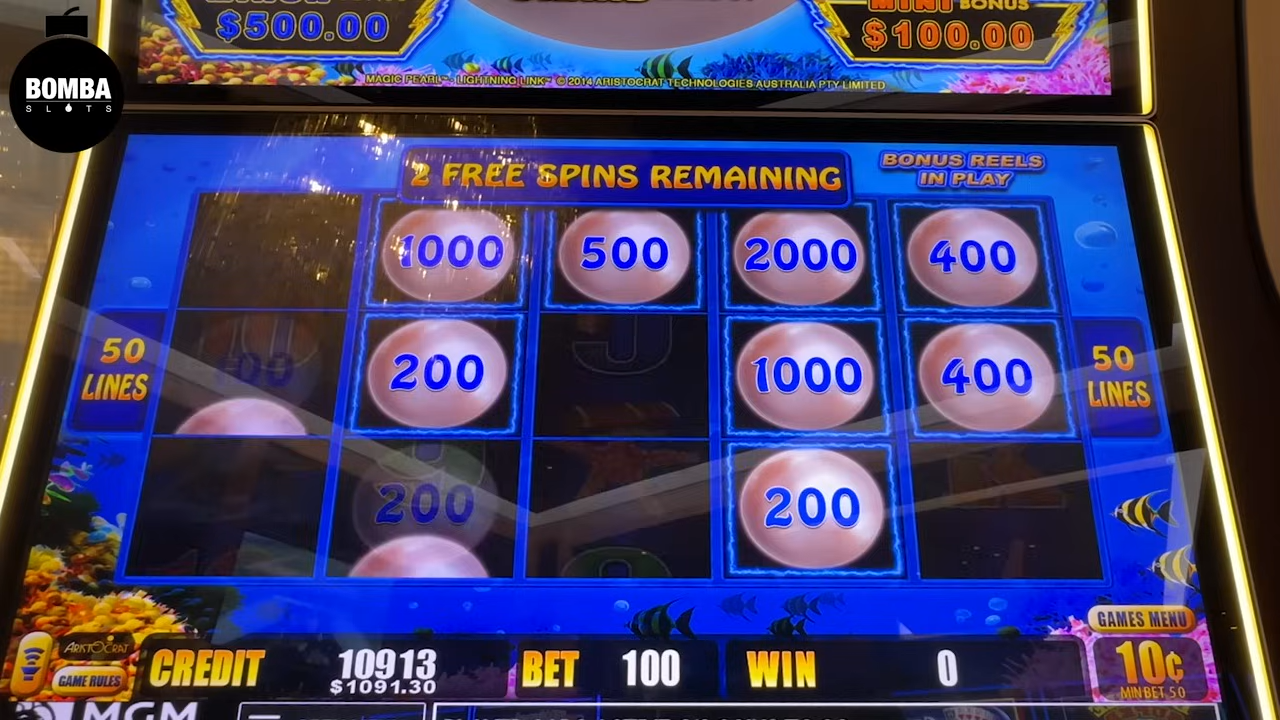 BOMBA
SLOTS
BONUS
$500.00
MINI BONUS
$100.00
MAGIC PEARL™ - LIGHTNING LINK™ © 2014 ARISTOCRAT TECHNOLOGIES AUSTRALIA PTY LIMITED
2 FREE SPINS REMAINING
BONUS REELS
IN PLAY
1000
500
2000
400
50
LINES
200
1000
400
50
LINES
200
200
GAMES MENU
ARISTOCRAT
GAME RULES
CREDIT
10913
$1091.30
BET
100
WIN
0
10¢
MIN BET 50
MGM